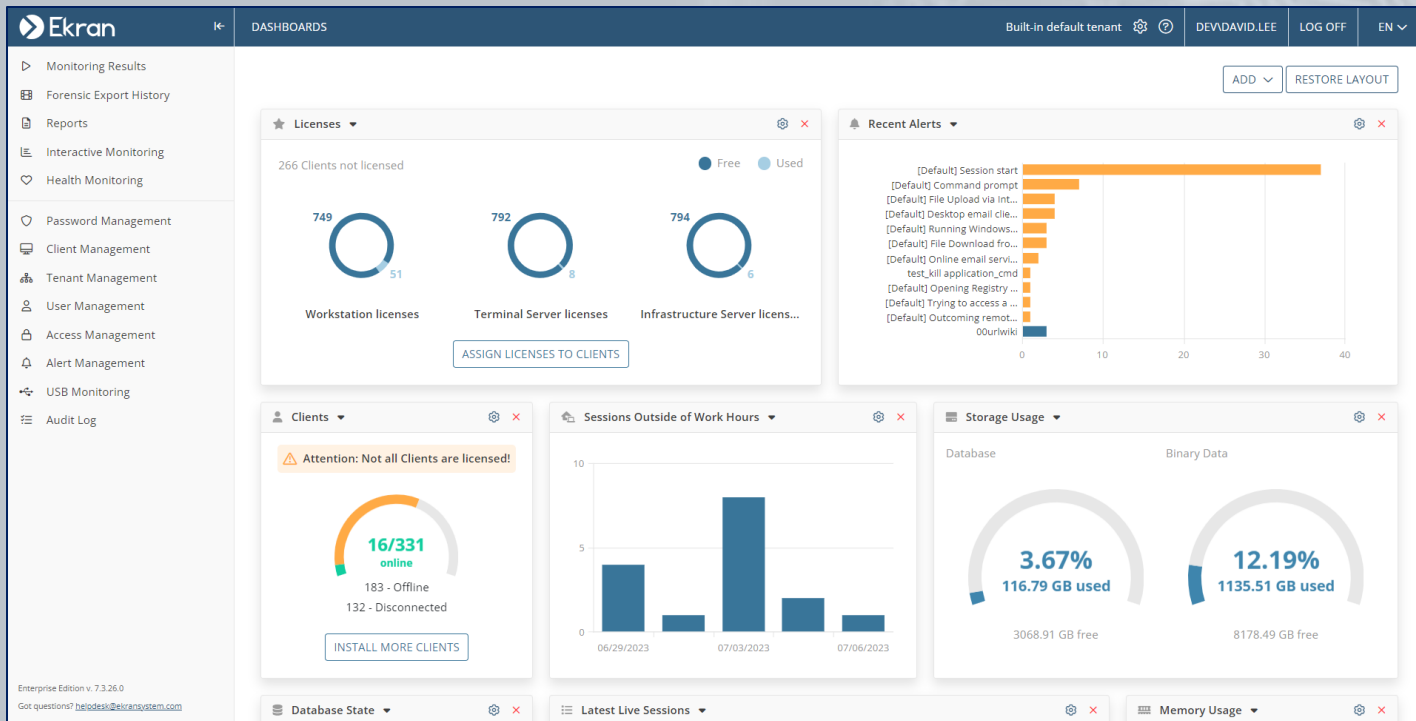 Ekran
DASHBOARDS
Built-in default tenant
DEV\DAVID.LEE
LOG OFF
EN
Monitoring Results
Forensic Export History
Reports
Interactive Monitoring
Health Monitoring
Password Management
Client Management
Tenant Management
User Management
Access Management
Alert Management
USB Monitoring
Audit Log
Enterprise Edition v. 7.3.26.0
Got questions? helpdesk@ekransystem.com
ADD
RESTORE LAYOUT
Licenses
266 Clients not licensed
Free
Used
749
51
792
8
794
6
Workstation licenses
Terminal Server licenses
Infrastructure Server licens...
ASSIGN LICENSES TO CLIENTS
Recent Alerts
[Default] Session start
[Default] Command prompt
[Default] File Upload via Int...
[Default] Desktop email clie...
[Default] Running Windows...
[Default] File Download fro...
[Default] Online email servi...
test_kill application_cmd
[Default] Opening Registry ...
[Default] Trying to access a ...
[Default] Outcoming remot...
00urlwiki
0 10 20 30 40
Clients
Attention: Not all Clients are licensed!
16/331
online
183 - Offline
132 - Disconnected
INSTALL MORE CLIENTS
Sessions Outside of Work Hours
10
5
0
06/29/2023 07/03/2023 07/06/2023
Storage Usage
Database
Binary Data
3.67%
116.79 GB used
3068.91 GB free
12.19%
1135.51 GB used
8178.49 GB free
Database State
Latest Live Sessions
Memory Usage